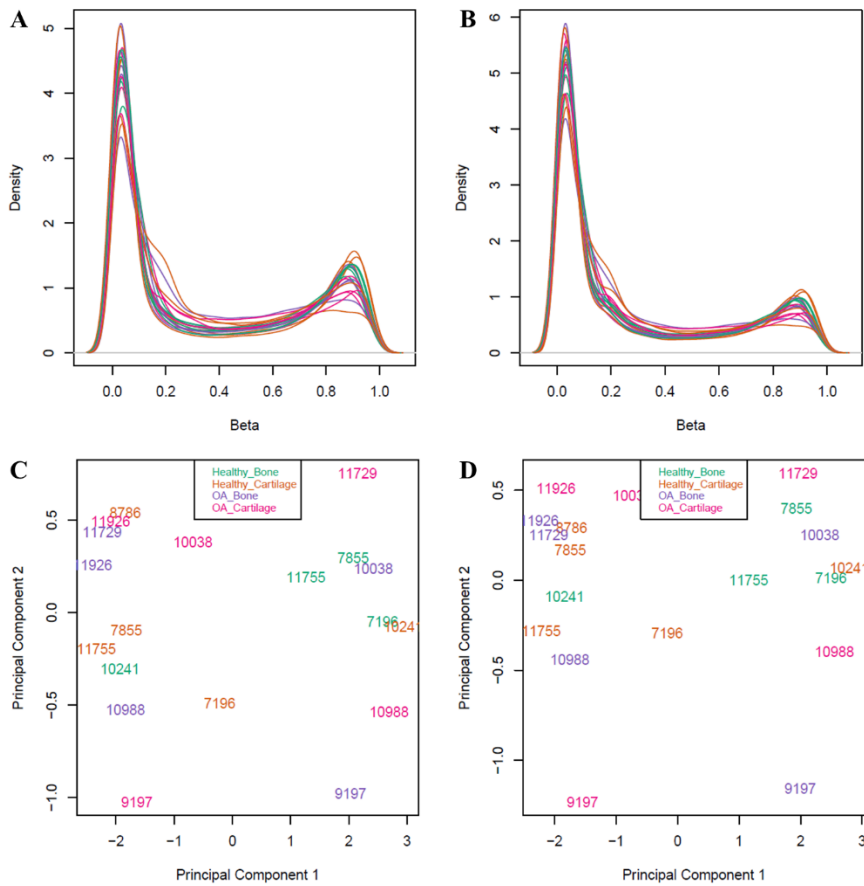 A
B
5
4
3
2
1
0
Density
0.0 0.2 0.4 0.6 0.8 1.0
Beta
6
5
4
3
2
1
0
Density
0.0 0.2 0.4 0.6 0.8 1.0
Beta
C
D
Healthy_Bone
Healthy_Cartilage
OA_Bone
OA_Cartilage
11729
8786
11926
11729
10038
11926
7855
10038
11755
7855
7196
10241
11755
10241
10988
7196
10988
9197
9197
0.5
0.0
−0.5
−1.0
Principal Component 2
−2 −1 0 1 2 3
Principal Component 1
Healthy_Bone
Healthy_Cartilage
OA_Bone
OA_Cartilage
11729
11926
1003
7855
11926
8786
11729
10038
7855
10241
11755
7196
10241
11755
7196
10988
10988
9197
9197
0.5
0.0
−0.5
−1.0
Principal Component 2
−2 −1 0 1 2 3
Principal Component 1